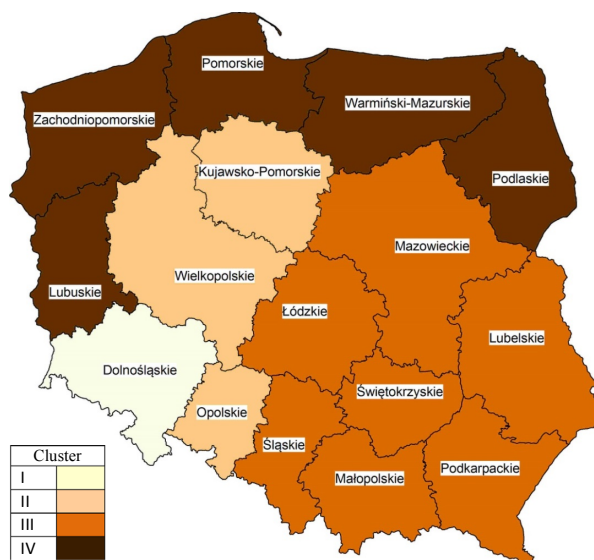 Pomorskie
Warmiński-Mazurskie
Zachodniopomorskie
Kujawsko-Pomorskie
Podlaskie
Mazowieckie
Wielkopolskie
Lubuskie
Łódzkie
Lubelskie
Dolnośląskie
Świętokrzyskie
Opolskie
Śląskie
Podkarpackie
Małopolskie
Cluster
I
II
III
IV